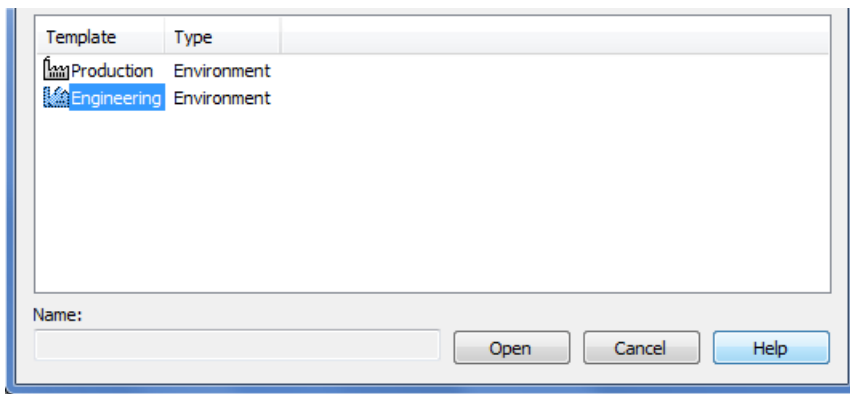 Template Type
Production Environment
Engineering Environment
Name:
Open Cancel Help